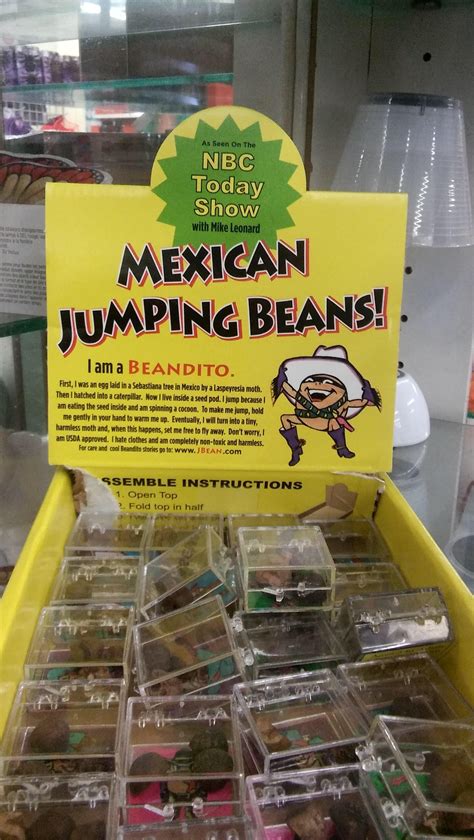 As Seen On The
NBC
Today
Show
with Mike Leonard
MEXICAN
JUMPING BEANS!
I am a BEANDITO.
First, I was an egg laid in a Sebastiana tree in Mexico by a Laspeyresia moth.
Then I hatched into a caterpillar. Now I live inside a seed pod. I jump because I
am eating the seed inside and am spinning a cocoon. To make me jump, hold
me gently in your hand to warm me up. Eventually, I will turn into a tiny,
harmless moth and, when this happens, set me free to fly away. Don't worry, I
am USDA approved. I hate clothes and am completely non-toxic and harmless.
For care and cool Beandito stories go to: www.JBean.com
SSEMBLE INSTRUCTIONS
1. Open Top
2. Fold top in half